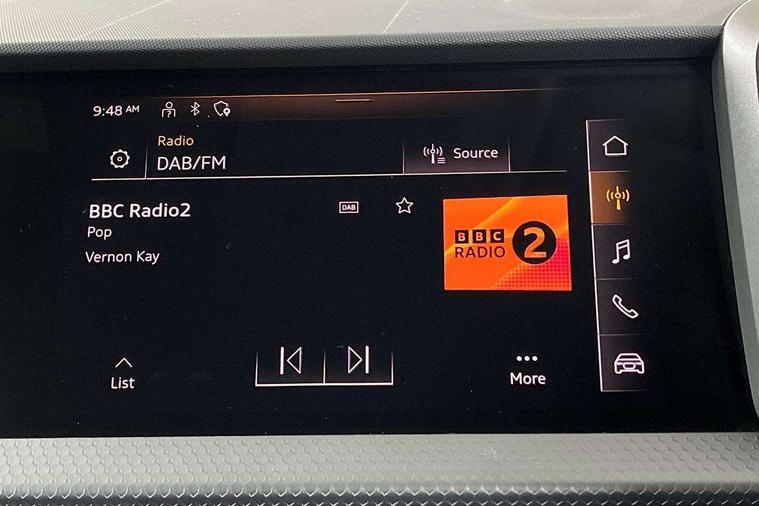 9:48 AM
Radio
DAB/FM
Source
BBC Radio2
DAB
Pop
Vernon Kay
BBC
RADIO 2
List
More